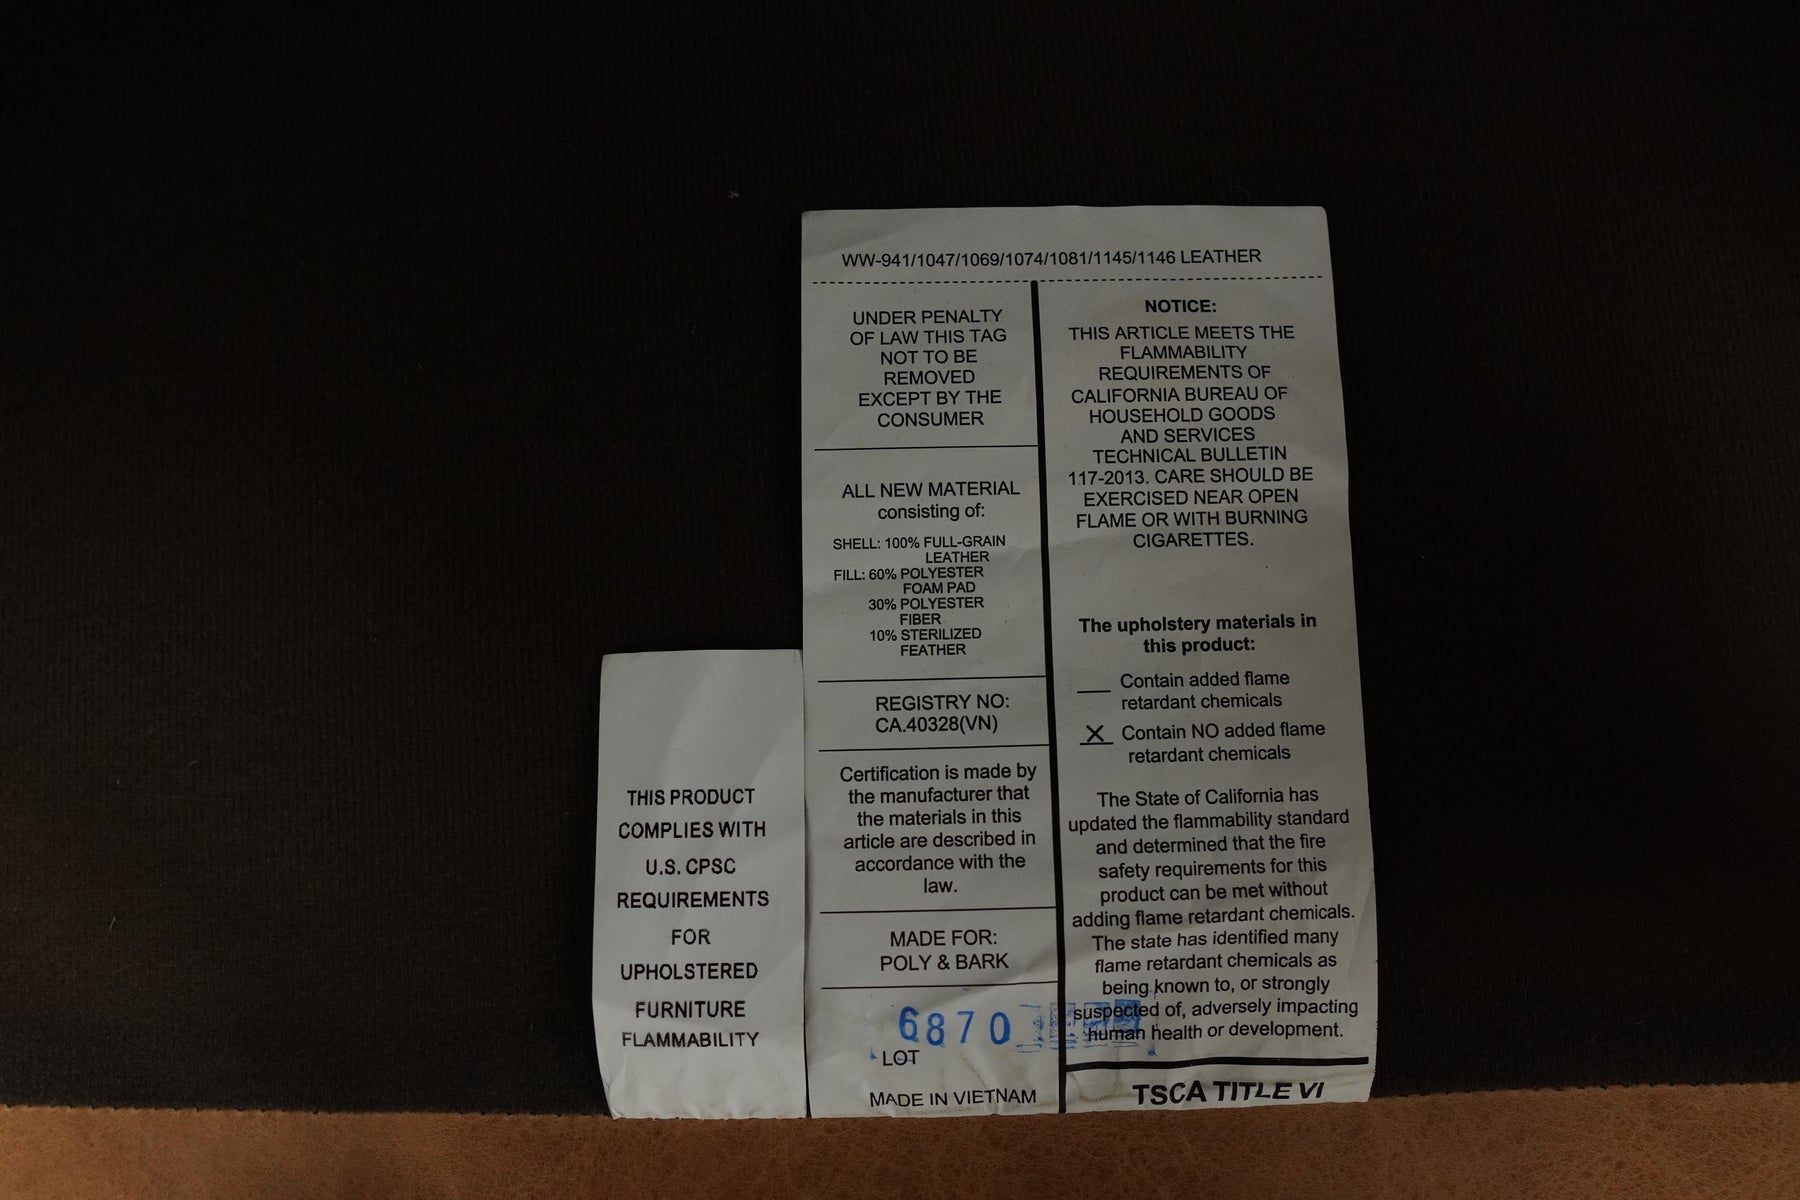 WW-941/1047/1069/1074/1081/1145/1146 LEATHER
UNDER PENALTY
OF LAW THIS TAG
NOT TO BE
REMOVED
EXCEPT BY THE
CONSUMER
ALL NEW MATERIAL
consisting of:
SHELL: 100% FULL-GRAIN
LEATHER
FILL: 60% POLYESTER
FOAM PAD
30% POLYESTER
FIBER
10% STERILIZED
FEATHER
REGISTRY NO:
CA.40328(VN)
Certification is made by
the manufacturer that
the materials in this
article are described in
accordance with the
law.
MADE FOR:
POLY & BARK
6870
LOT
MADE IN VIETNAM
NOTICE:
THIS ARTICLE MEETS THE
FLAMMABILITY
REQUIREMENTS OF
CALIFORNIA BUREAU OF
HOUSEHOLD GOODS
AND SERVICES
TECHNICAL BULLETIN
117-2013. CARE SHOULD BE
EXERCISED NEAR OPEN
FLAME OR WITH BURNING
CIGARETTES.
The upholstery materials in
this product:
___ Contain added flame
retardant chemicals
X Contain NO added flame
retardant chemicals
The State of California has
updated the flammability standard
and determined that the fire
safety requirements for this
product can be met without
adding flame retardant chemicals.
The state has identified many
flame retardant chemicals as
being known to, or strongly
suspected of, adversely impacting
human health or development.
TSCA TITLE VI
THIS PRODUCT
COMPLIES WITH
U.S. CPSC
REQUIREMENTS
FOR
UPHOLSTERED
FURNITURE
FLAMMABILITY